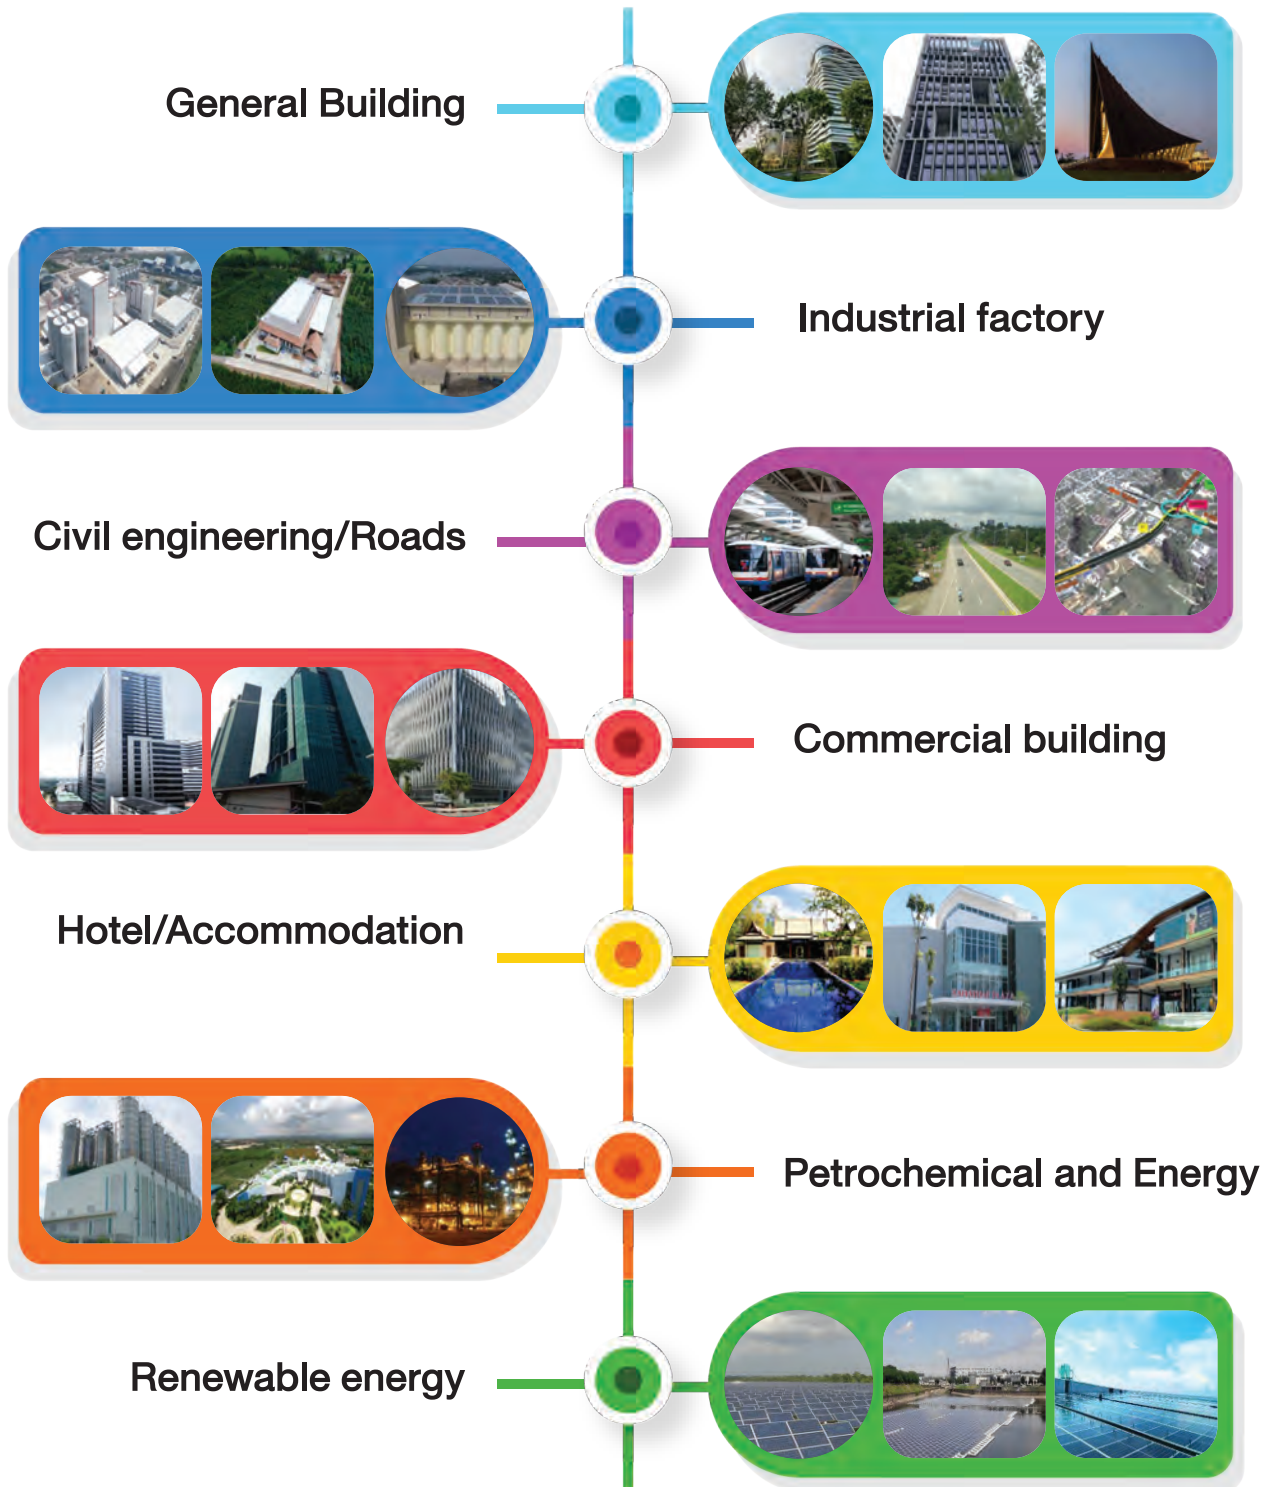 General Building
Industrial factory
Civil engineering/Roads
Commercial building
Hotel/Accommodation
Petrochemical and Energy
Renewable energy